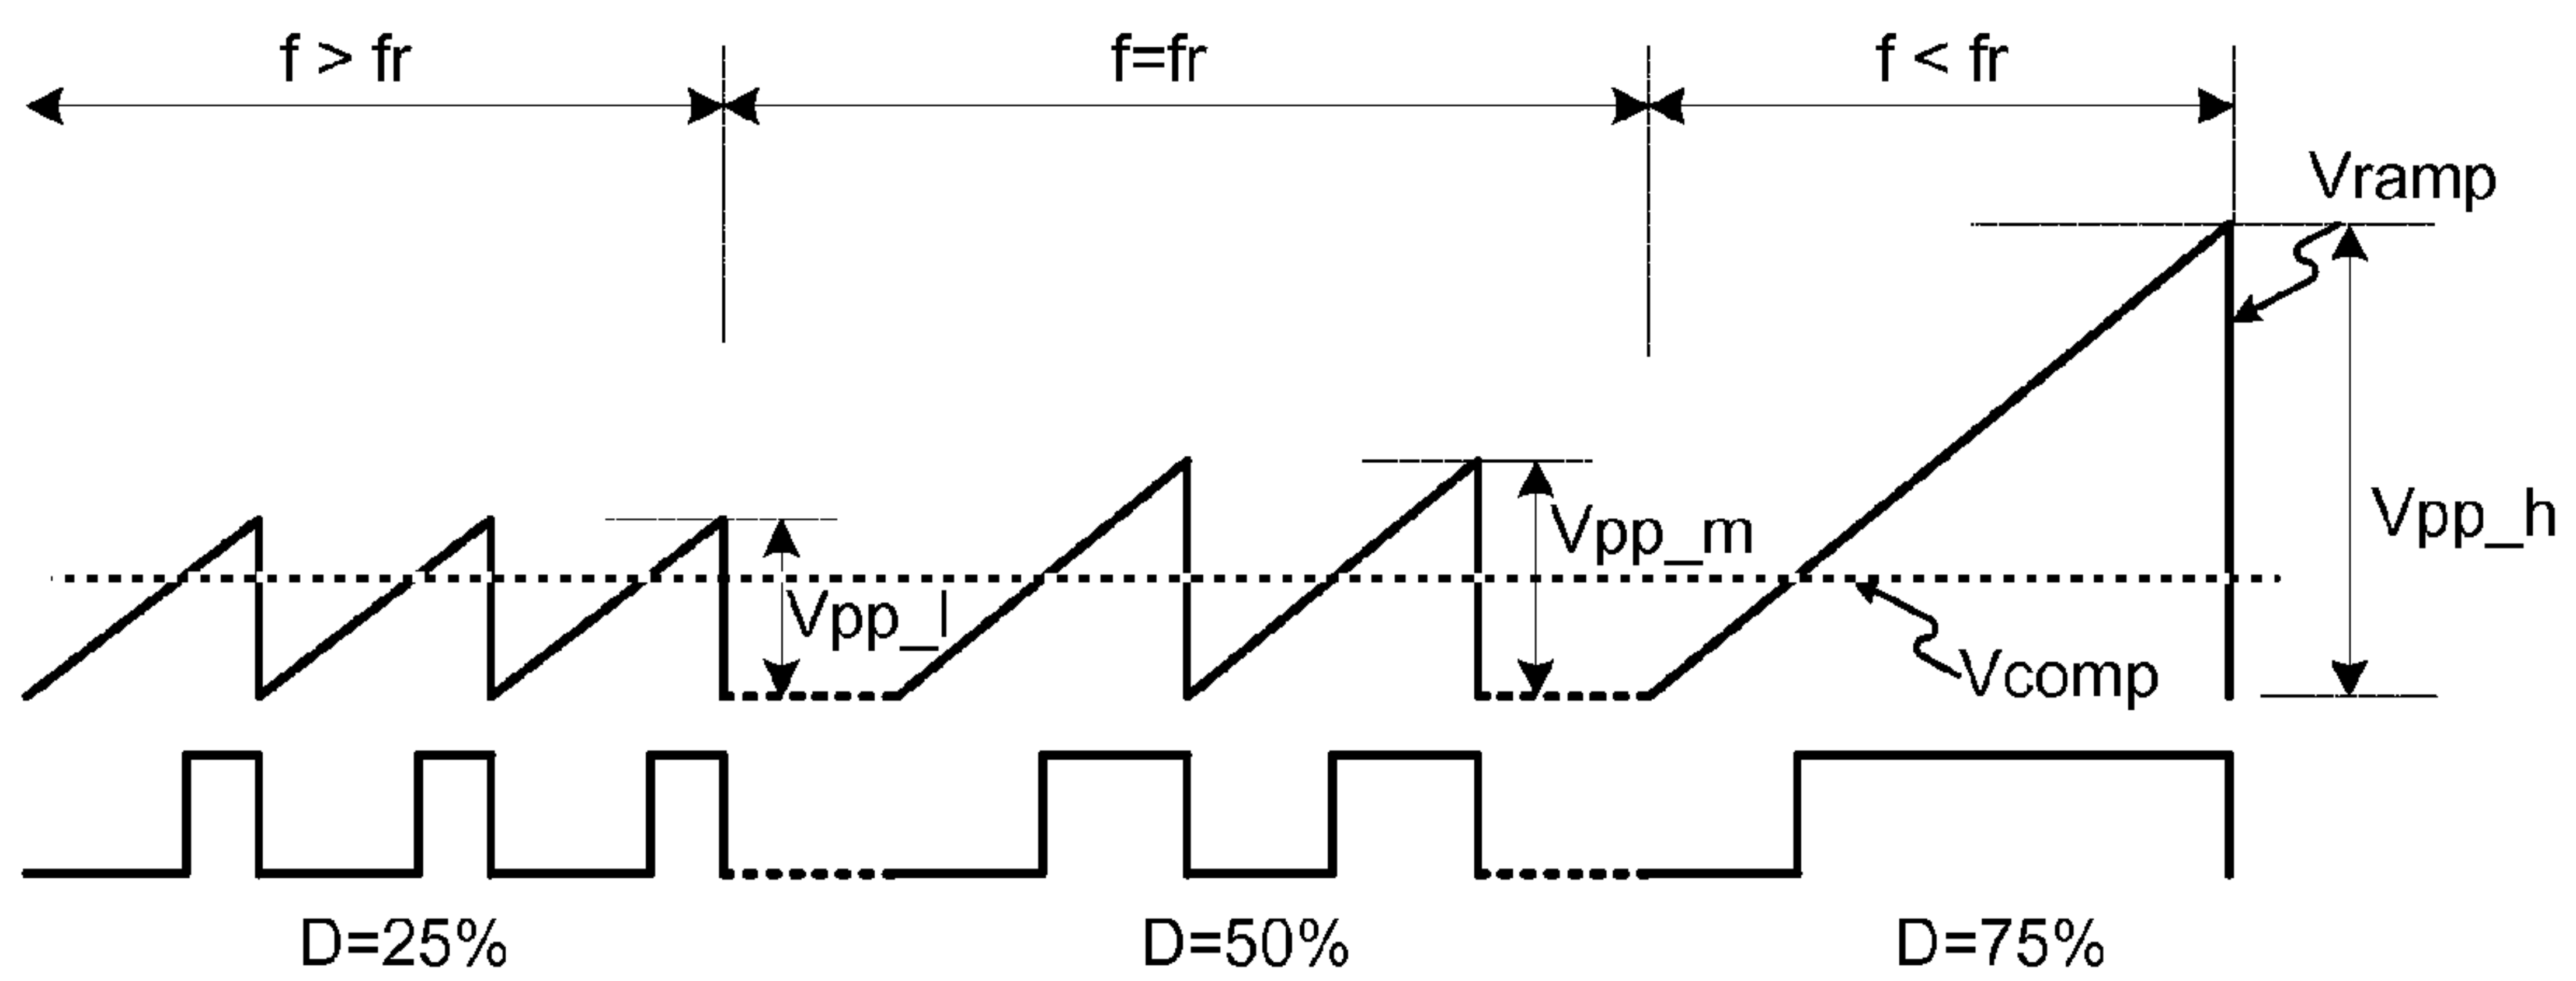 f > fr
f=fr
f < fr
Vramp
Vpp_h
Vpp_m
Vpp_l
Vcomp
D=25%
D=50%
D=75%